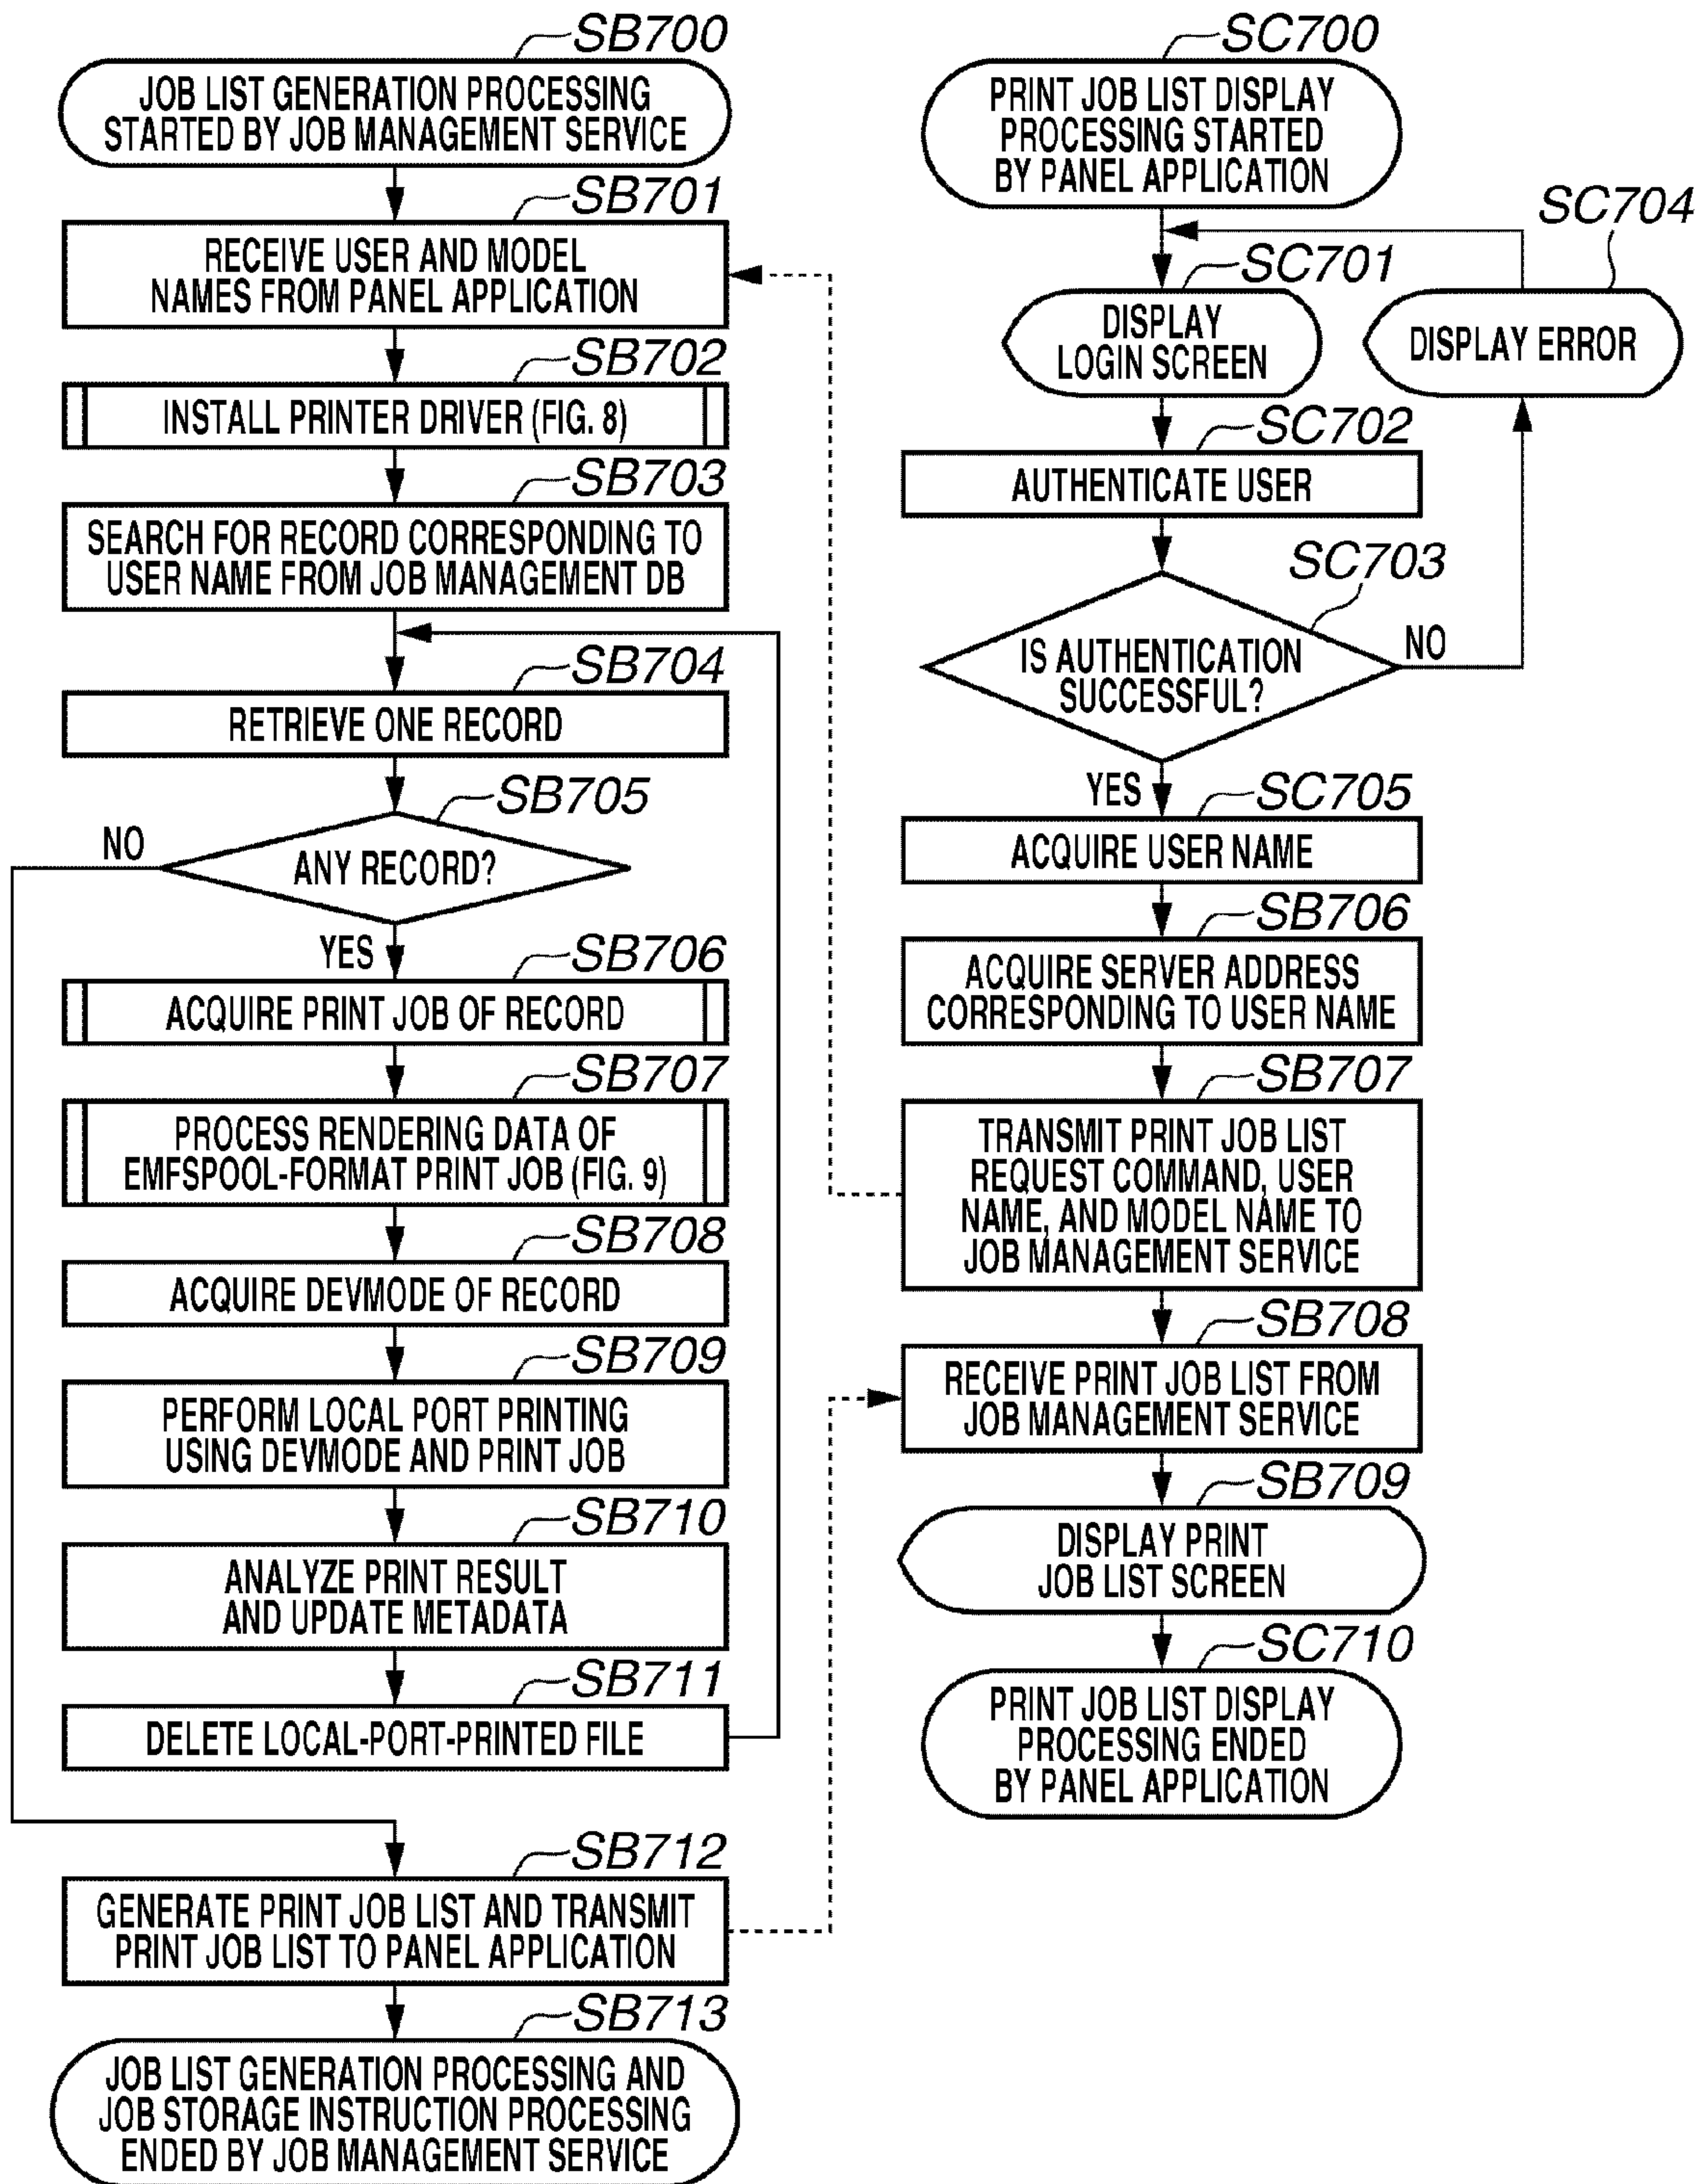 SB700
JOB LIST GENERATION PROCESSING
STARTED BY JOB MANAGEMENT SERVICE
SB701
RECEIVE USER AND MODEL
NAMES FROM PANEL APPLICATION
SB702
INSTALL PRINTER DRIVER (FIG. 8)
SB703
SEARCH FOR RECORD CORRESPONDING TO
USER NAME FROM JOB MANAGEMENT DB
SB704
RETRIEVE ONE RECORD
SB705
NO
ANY RECORD?
YES
SB706
ACQUIRE PRINT JOB OF RECORD
SB707
PROCESS RENDERING DATA OF
EMFSPOOL-FORMAT PRINT JOB (FIG. 9)
SB708
ACQUIRE DEVMODE OF RECORD
SB709
PERFORM LOCAL PORT PRINTING
USING DEVMODE AND PRINT JOB
SB710
ANALYZE PRINT RESULT
AND UPDATE METADATA
SB711
DELETE LOCAL-PORT-PRINTED FILE
SB712
GENERATE PRINT JOB LIST AND TRANSMIT
PRINT JOB LIST TO PANEL APPLICATION
SB713
JOB LIST GENERATION PROCESSING AND
JOB STORAGE INSTRUCTION PROCESSING
ENDED BY JOB MANAGEMENT SERVICE
SC700
PRINT JOB LIST DISPLAY
PROCESSING STARTED
BY PANEL APPLICATION
SC701
DISPLAY
LOGIN SCREEN
SC704
DISPLAY ERROR
SC702
AUTHENTICATE USER
SC703
IS AUTHENTICATION
SUCCESSFUL?
NO
YES
SC705
ACQUIRE USER NAME
SB706
ACQUIRE SERVER ADDRESS
CORRESPONDING TO USER NAME
SB707
TRANSMIT PRINT JOB LIST
REQUEST COMMAND, USER
NAME, AND MODEL NAME TO
JOB MANAGEMENT SERVICE
SB708
RECEIVE PRINT JOB LIST FROM
JOB MANAGEMENT SERVICE
SB709
DISPLAY PRINT
JOB LIST SCREEN
SC710
PRINT JOB LIST DISPLAY
PROCESSING ENDED
BY PANEL APPLICATION